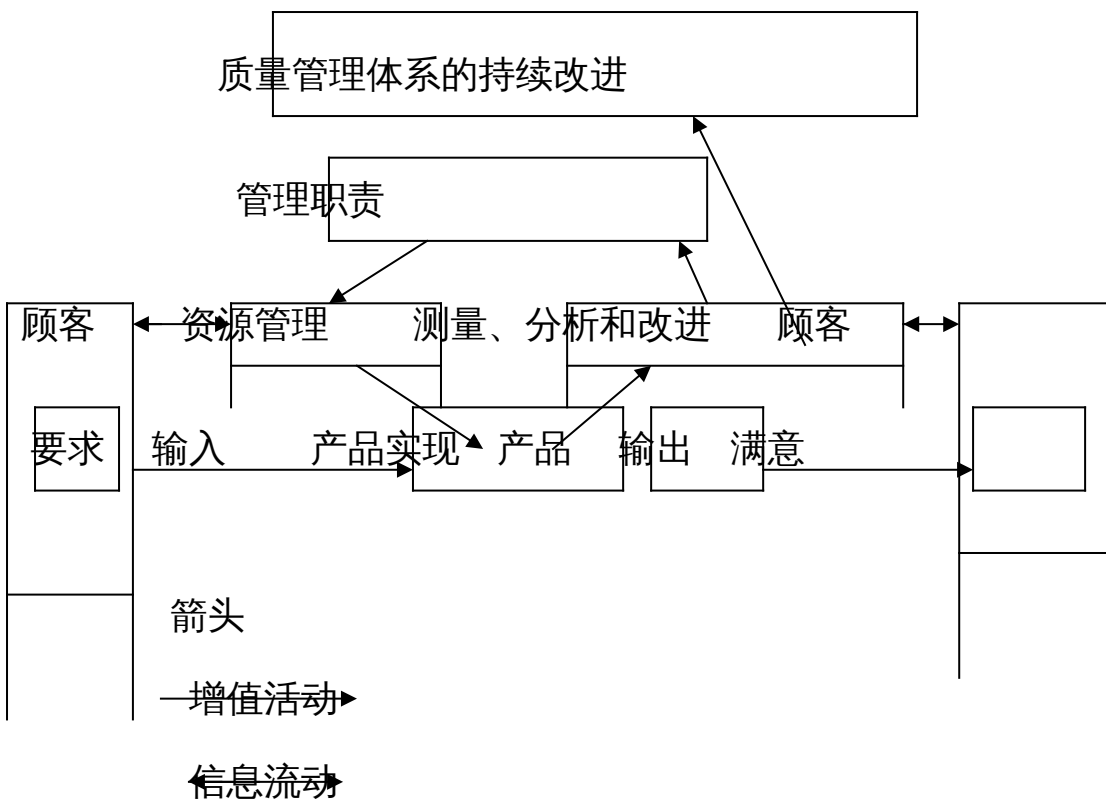 质量管理体系的持续改进
管理职责
顾客 资源管理 测量、分析和改进 顾客
要求 输入 产品实现 产品 输出 满意
箭头
增值活动
信息流动